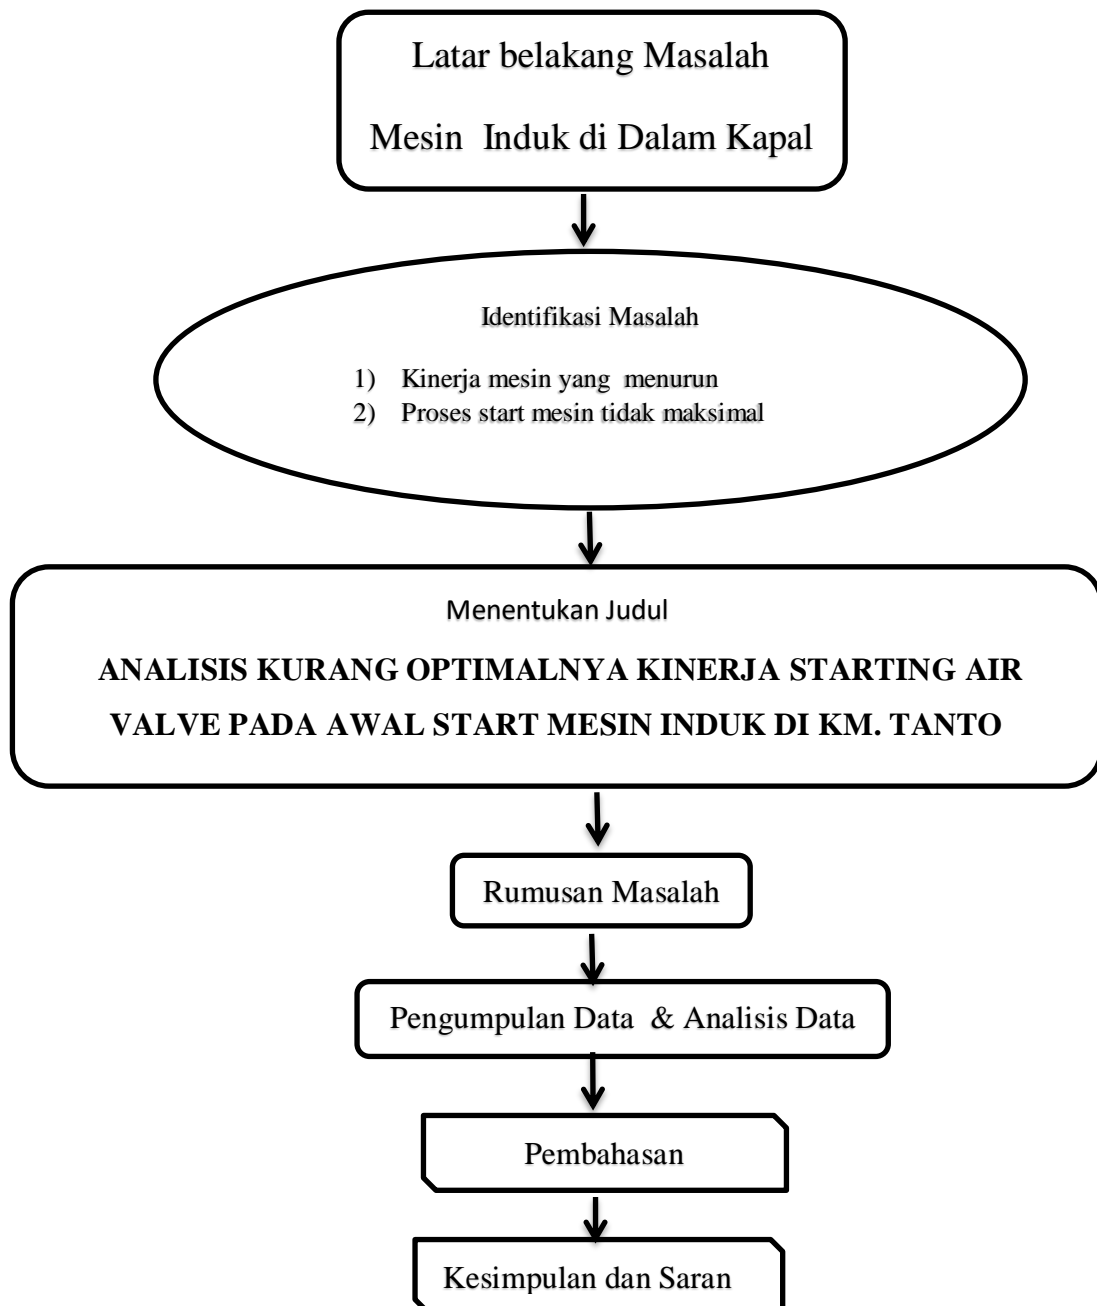 Latar belakang Masalah
Mesin Induk di Dalam Kapal
Identifikasi Masalah
1) Kinerja mesin yang menurun
2) Proses start mesin tidak maksimal
Menentukan Judul
ANALISIS KURANG OPTIMALNYA KINERJA STARTING AIR
VALVE PADA AWAL START MESIN INDUK DI KM. TANTO
Rumusan Masalah
Pengumpulan Data & Analisis Data
Pembahasan
Kesimpulan dan Saran